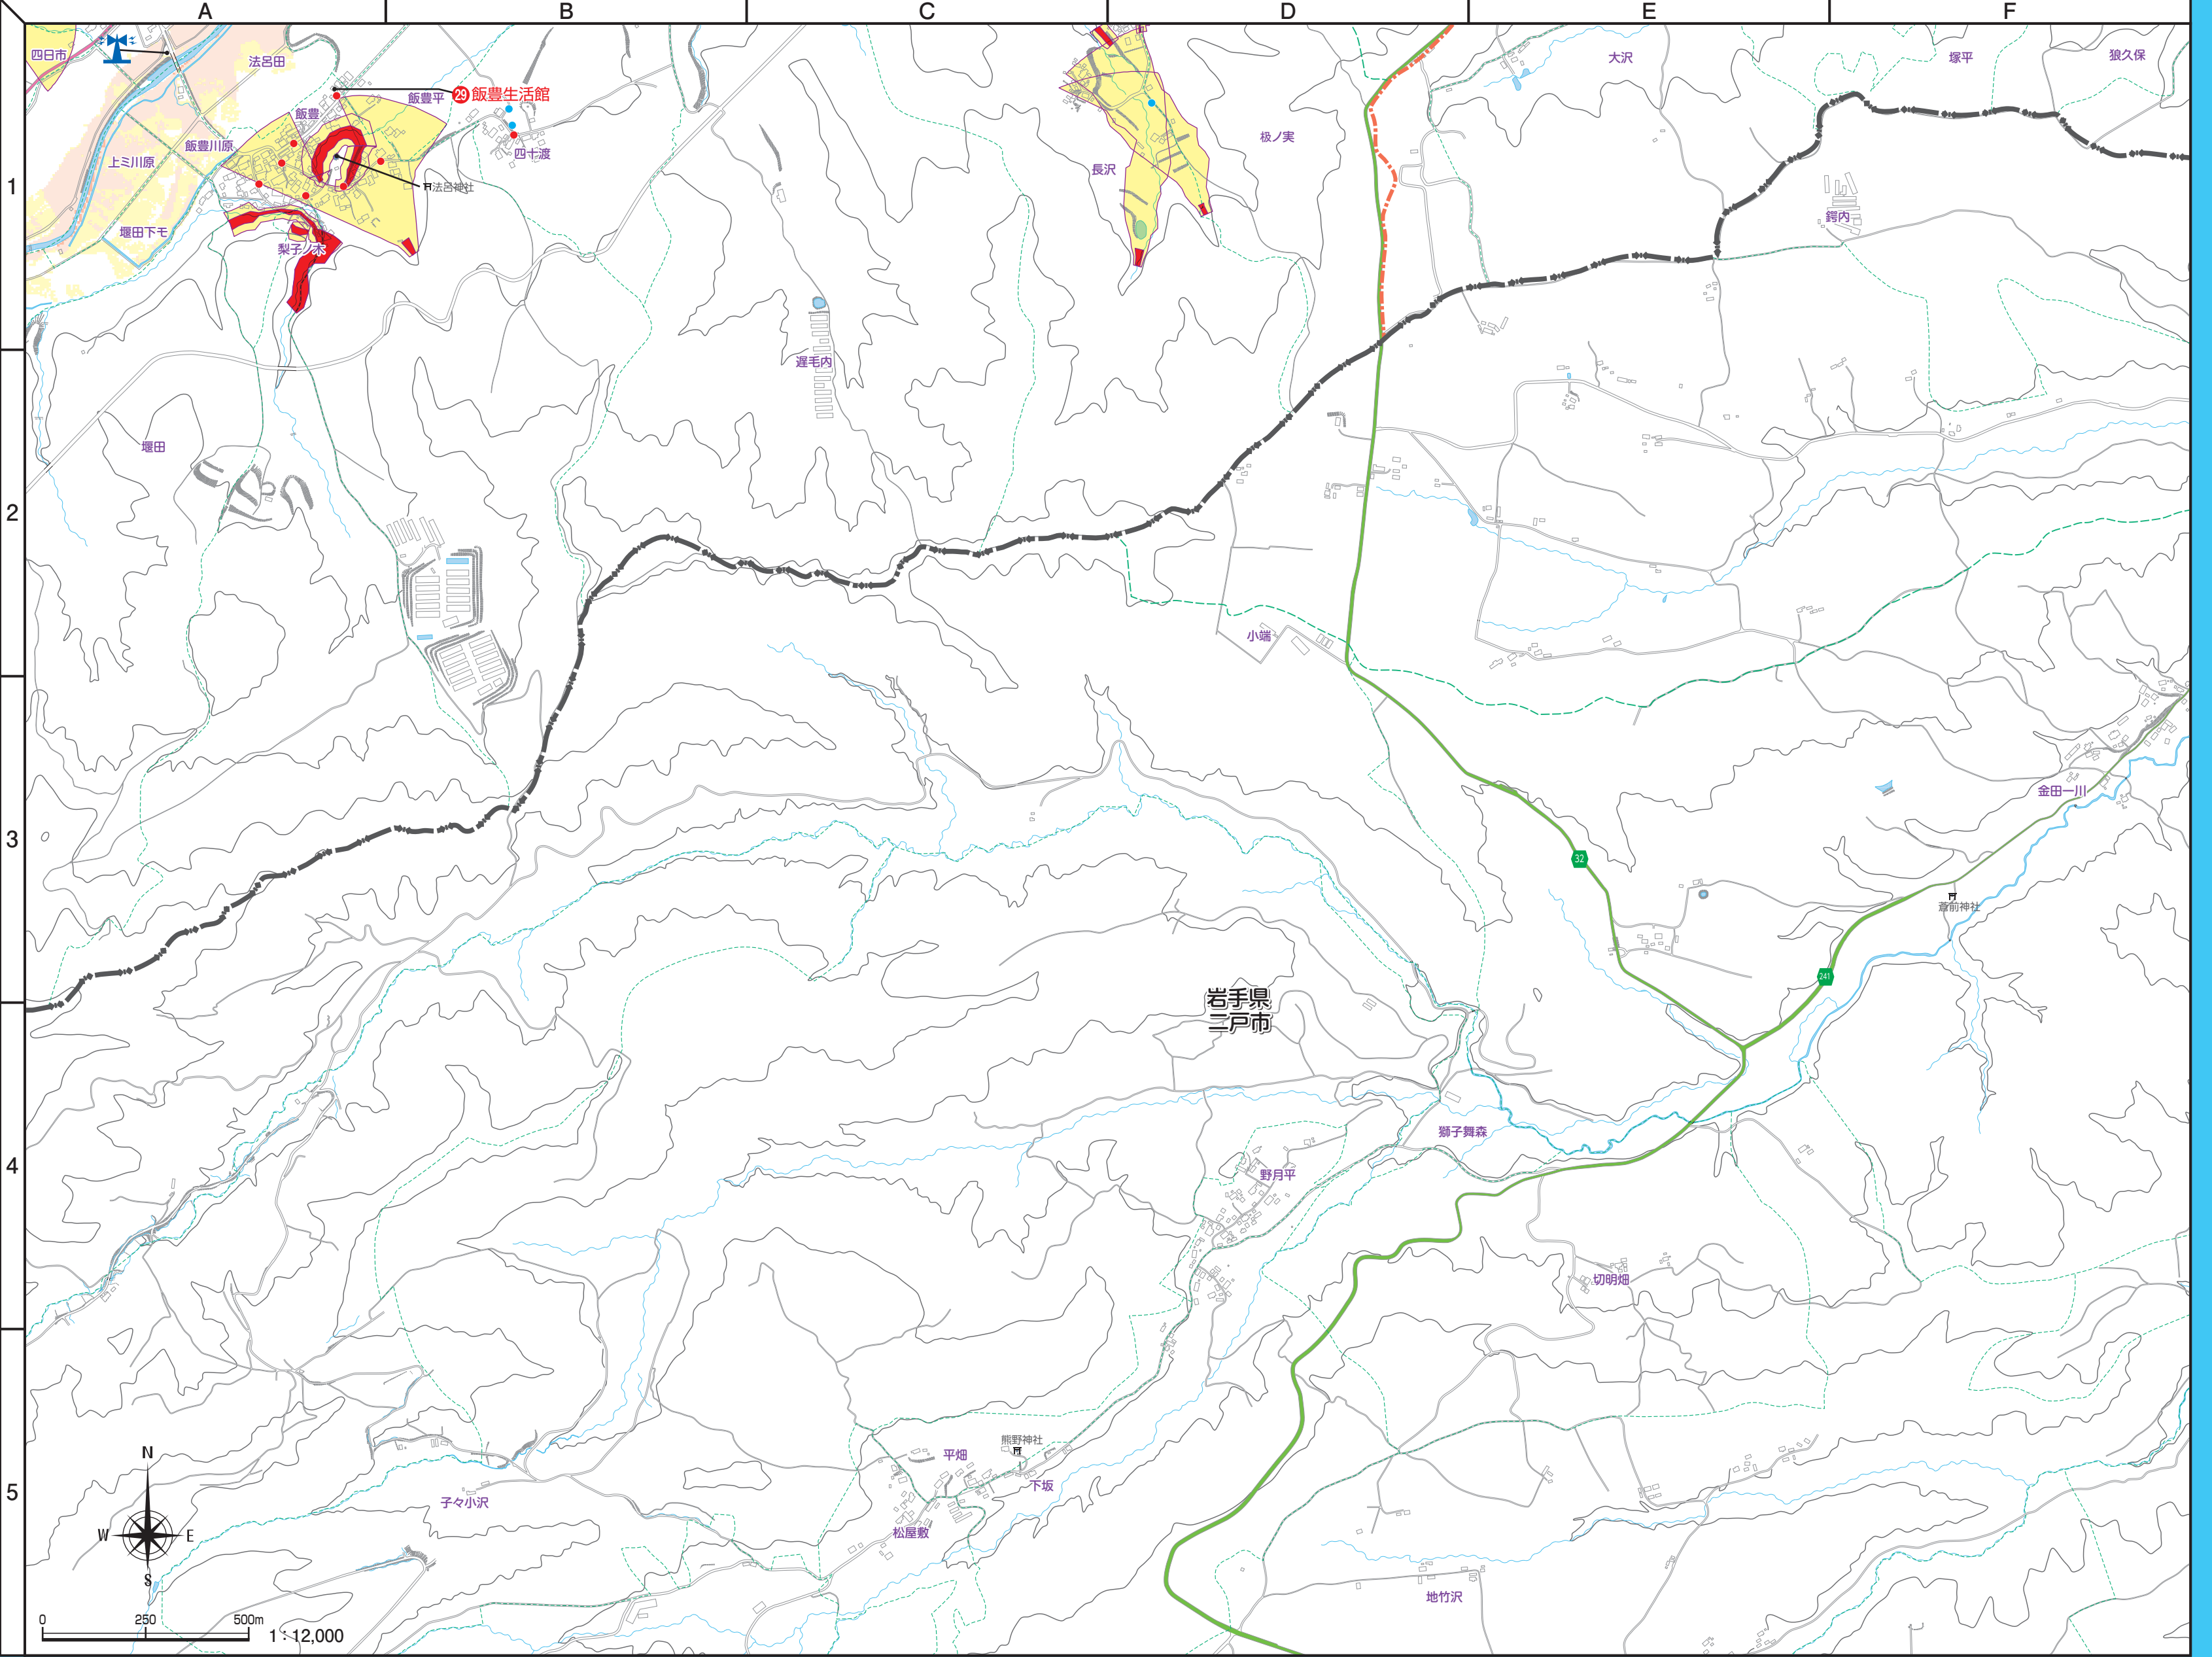 A B C D E F
四日市
法呂田
大沢
塚平
狼久保
㉙飯豊生活館
飯豊平
飯豊
飯豊川原
上ミ川原
四十渡
极ノ実
長沢
1
法呂神社
鍔内
堰田下モ
梨子ノ木
遅毛内
堰田
2
小端
金田一川
3
32
蒼前神社
241
岩手県
二戸市
獅子舞森
4
野月平
切明畑
熊野神社
平畑
下坂
5
子々小沢
松屋敷
地竹沢
N
W E
S
0 250 500m
1:12,000